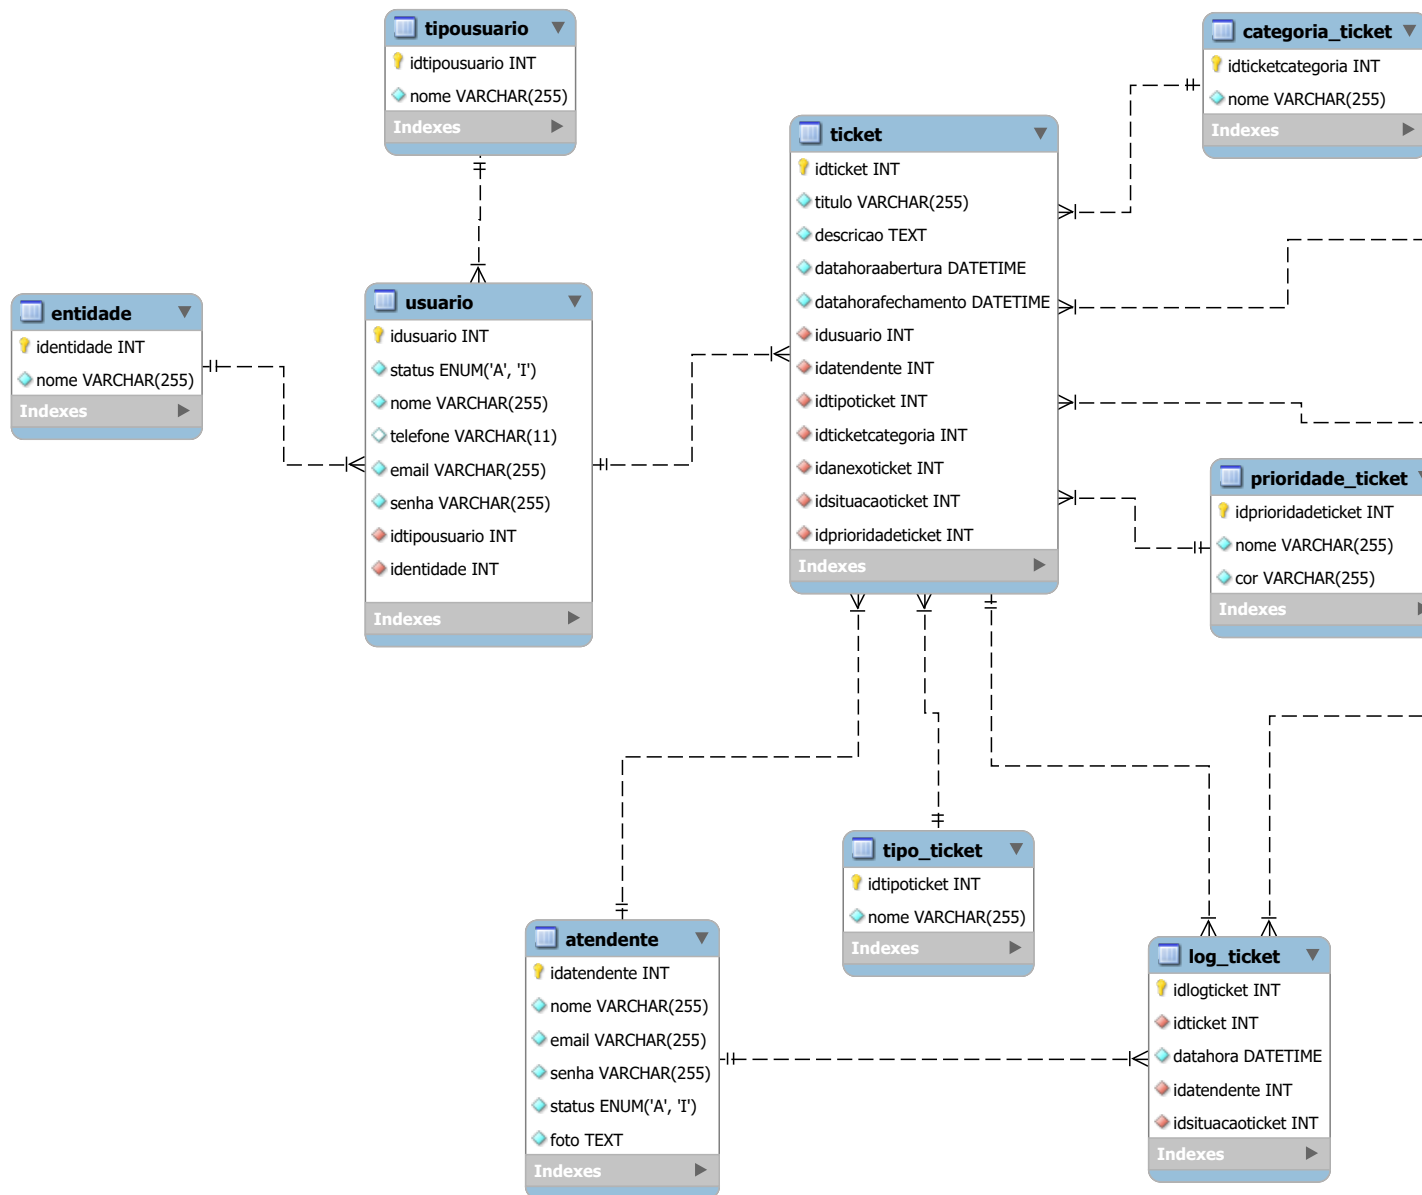 tipousuario
idtipousuario INT
nome VARCHAR(255)
Indexes
categoria_ticket
idticketcategoria INT
nome VARCHAR(255)
Indexes
ticket
idticket INT
titulo VARCHAR(255)
descricao TEXT
datahoraabertura DATETIME
datahorafechamento DATETIME
idusuario INT
idatendente INT
idtipoticket INT
idticketcategoria INT
idanexoticket INT
idsituacaoticket INT
idprioridadeticket INT
Indexes
entidade
identidade INT
nome VARCHAR(255)
Indexes
usuario
idusuario INT
status ENUM('A', 'I')
nome VARCHAR(255)
telefone VARCHAR(11)
email VARCHAR(255)
senha VARCHAR(255)
idtipousuario INT
identidade INT
Indexes
prioridade_ticket
idprioridadeticket INT
nome VARCHAR(255)
cor VARCHAR(255)
Indexes
tipo_ticket
idtipoticket INT
nome VARCHAR(255)
Indexes
atendente
idatendente INT
nome VARCHAR(255)
email VARCHAR(255)
senha VARCHAR(255)
status ENUM('A', 'I')
foto TEXT
Indexes
log_ticket
idlogticket INT
idticket INT
datahora DATETIME
idatendente INT
idsituacaoticket INT
Indexes